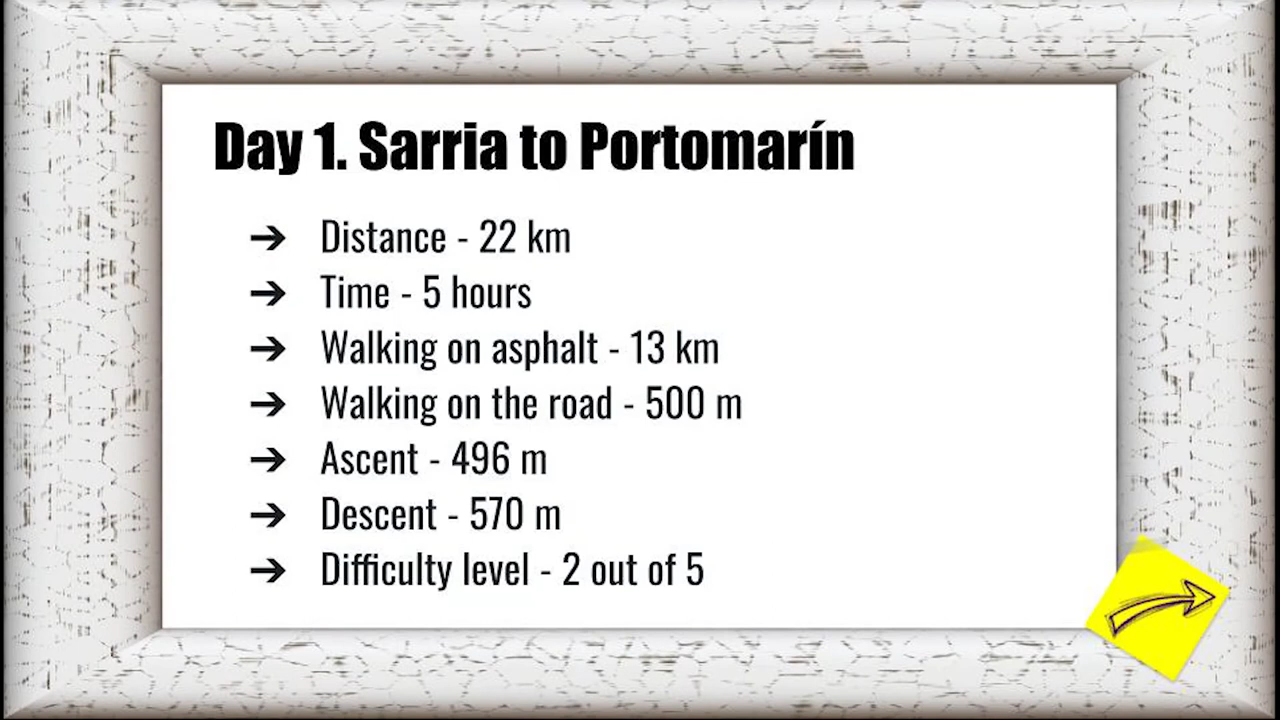 Day 1. Sarria to Portomarín
➔ Distance - 22 km
➔ Time - 5 hours
➔ Walking on asphalt - 13 km
➔ Walking on the road - 500 m
➔ Ascent - 496 m
➔ Descent - 570 m
➔ Difficulty level - 2 out of 5